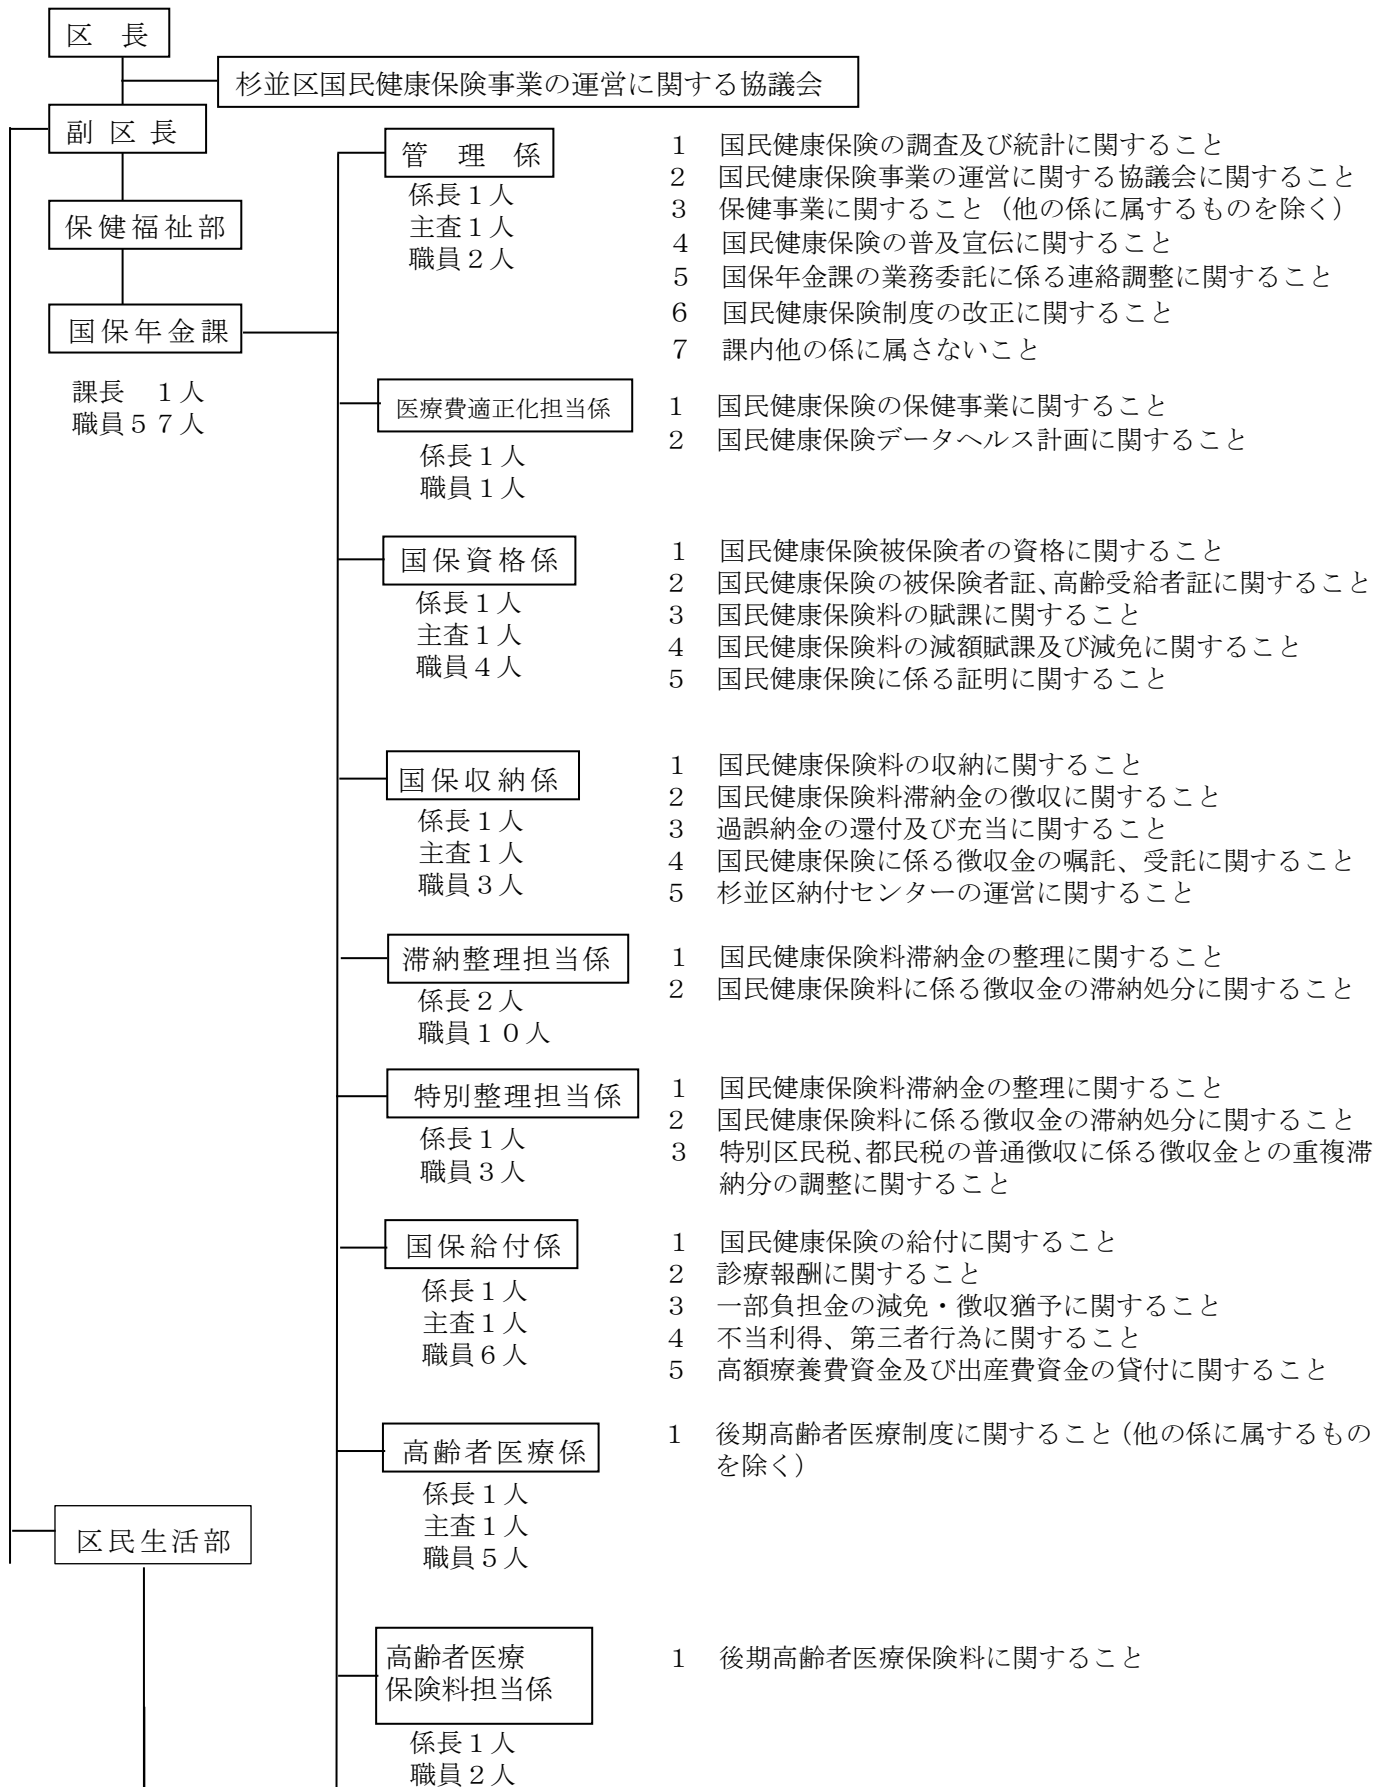 区　長
杉並区国民健康保険事業の運営に関する協議会
副 区 長
保健福祉部
国保年金課
課長　１人
職員５７人
管　理　係
係長１人
主査１人
職員２人
1　国民健康保険の調査及び統計に関すること
2　国民健康保険事業の運営に関する協議会に関すること
3　保健事業に関すること（他の係に属するものを除く）
4　国民健康保険の普及宣伝に関すること
5　国保年金課の業務委託に係る連絡調整に関すること
6　国民健康保険制度の改正に関すること
7　課内他の係に属さないこと
医療費適正化担当係
係長１人
職員１人
1　国民健康保険の保健事業に関すること
2　国民健康保険データヘルス計画に関すること
国保資格係
係長１人
主査１人
職員４人
1　国民健康保険被保険者の資格に関すること
2　国民健康保険の被保険者証、高齢受給者証に関すること
3　国民健康保険料の賦課に関すること
4　国民健康保険料の減額賦課及び減免に関すること
5　国民健康保険に係る証明に関すること
国保収納係
係長１人
主査１人
職員３人
1　国民健康保険料の収納に関すること
2　国民健康保険料滞納金の徴収に関すること
3　過誤納金の還付及び充当に関すること
4　国民健康保険に係る徴収金の嘱託、受託に関すること
5　杉並区納付センターの運営に関すること
滞納整理担当係
係長２人
職員１０人
1　国民健康保険料滞納金の整理に関すること
2　国民健康保険料に係る徴収金の滞納処分に関すること
特別整理担当係
係長１人
職員３人
1　国民健康保険料滞納金の整理に関すること
2　国民健康保険料に係る徴収金の滞納処分に関すること
3　特別区民税、都民税の普通徴収に係る徴収金との重複滞
納分の調整に関すること
国保給付係
係長１人
主査１人
職員６人
1　国民健康保険の給付に関すること
2　診療報酬に関すること
3　一部負担金の減免・徴収猶予に関すること
4　不当利得、第三者行為に関すること
5　高額療養費資金及び出産費資金の貸付に関すること
高齢者医療係
係長１人
主査１人
職員５人
1　後期高齢者医療制度に関すること（他の係に属するもの
を除く）
区民生活部
高齢者医療
保険料担当係
係長１人
職員２人
1　後期高齢者医療保険料に関すること